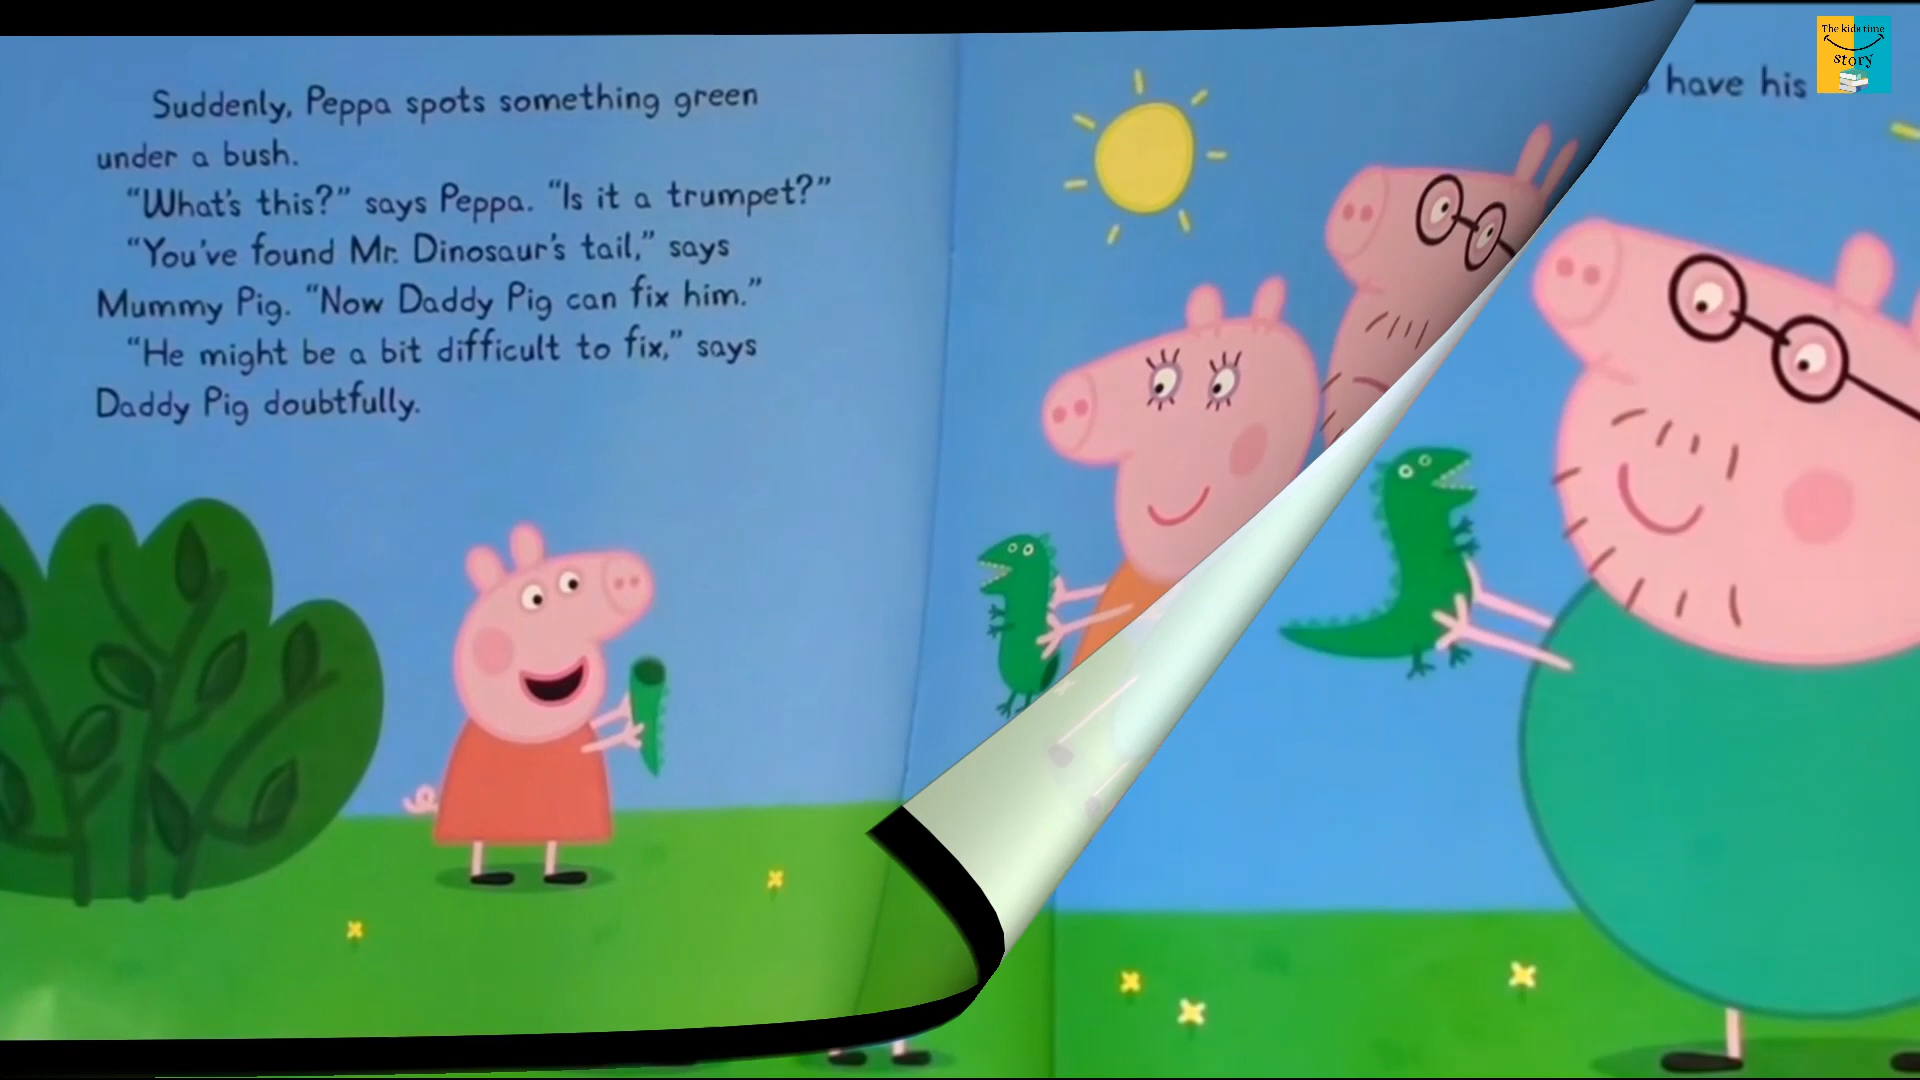 Suddenly, Peppa spots something green
under a bush.
“What's this?” says Peppa. “Is it a trumpet?”
“You've found Mr. Dinosaur's tail,” says
Mummy Pig. “Now Daddy Pig can fix him.”
“He might be a bit difficult to fix,” says
Daddy Pig doubtfully.
have his
The kids time
story